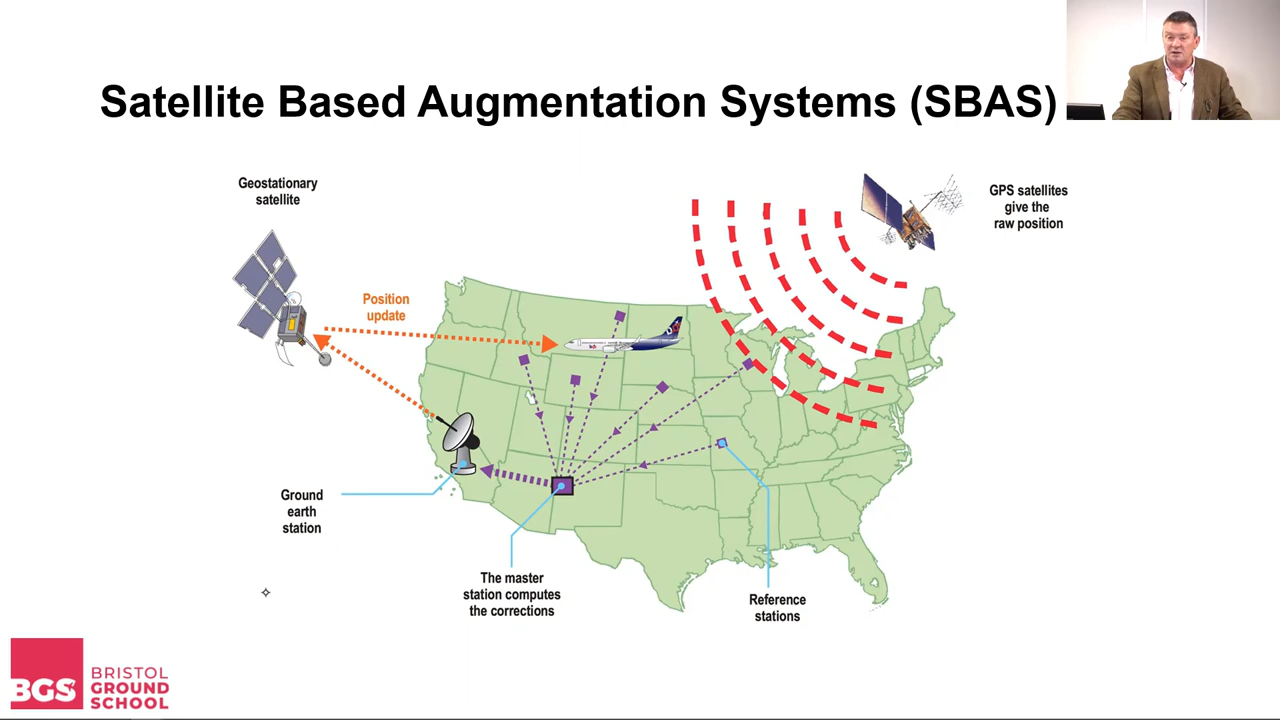 Satellite Based Augmentation Systems (SBAS)
Geostationary
satellite
GPS satellites
give the
raw position
Position
update
Ground
earth
station
The master
station computes
the corrections
Reference
stations
BGS
BRISTOL
GROUND
SCHOOL